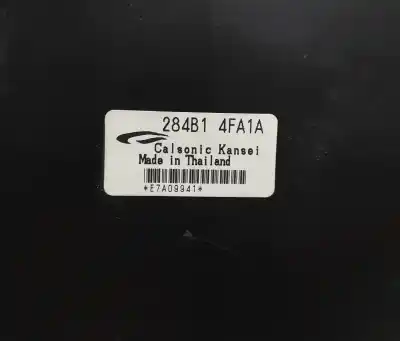 284B1 4FA1A
Calsonic Kansei
Made in Thailand
*E7A09941*